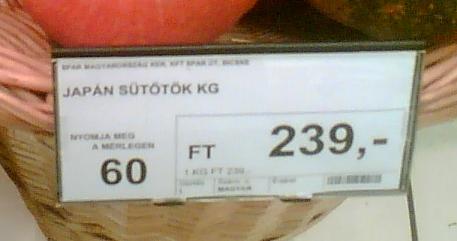 SPAR MAGYARORSZÁG KER. KFT SPAR ÚT. BICSKE
JAPÁN SÜTŐTÖK KG
NYOMJA MEG
A MÉRLEGEN
60
FT 239,-
1 KG FT 239,-
MAGYAR